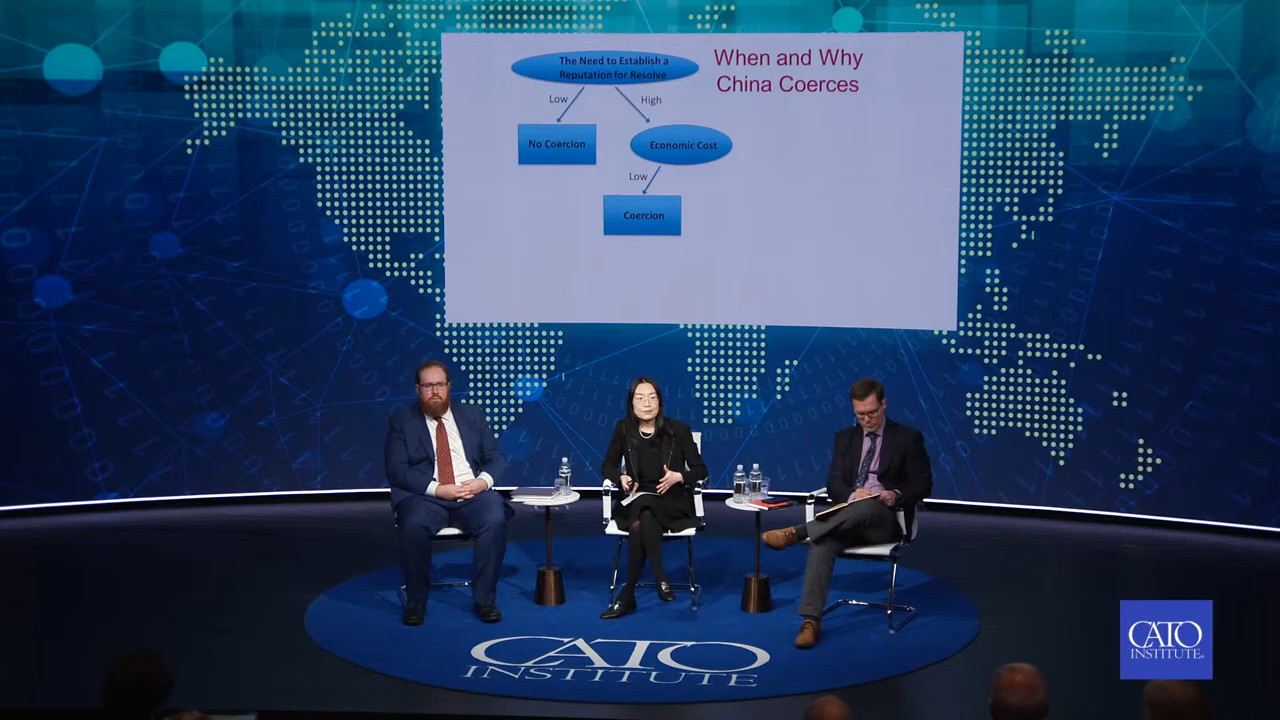 The Need to Establish a
Reputation for Resolve
When and Why
China Coerces
Low
High
No Coercion
Economic Cost
Low
Coercion
CATO
INSTITUTE
CATO
INSTITUTE